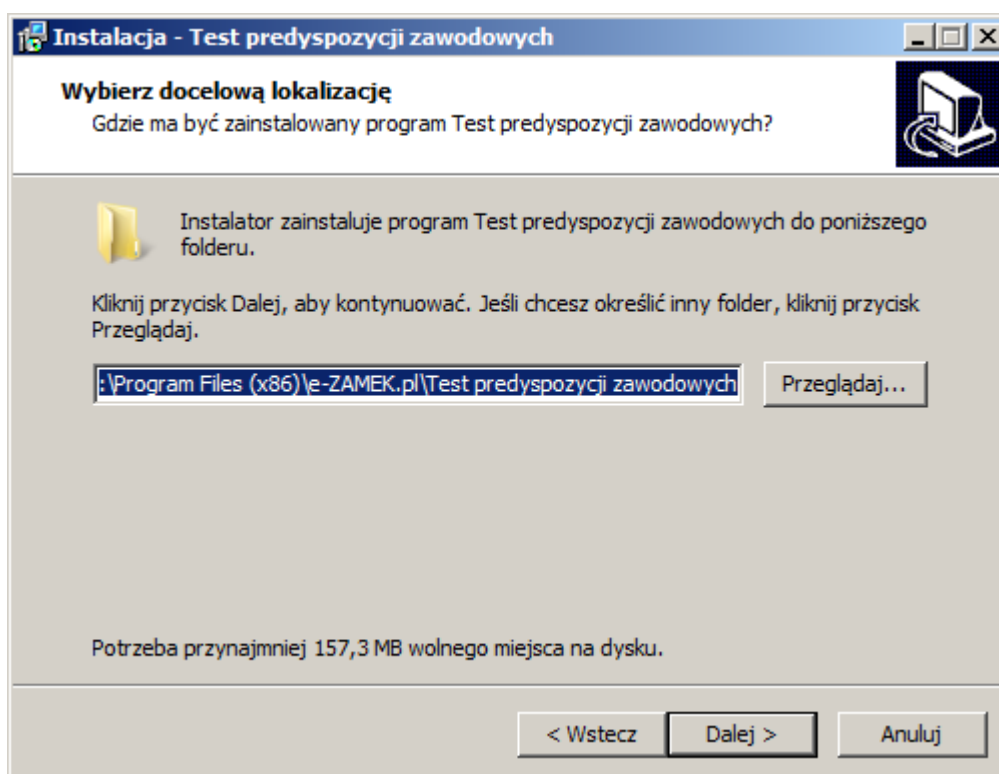 Instalacja - Test predyspozycji zawodowych
Wybierz docelową lokalizację
Gdzie ma być zainstalowany program Test predyspozycji zawodowych?
Instalator zainstaluje program Test predyspozycji zawodowych do poniższego
folderu.
Kliknij przycisk Dalej, aby kontynuować. Jeśli chcesz określić inny folder, kliknij przycisk
Przeglądaj.
:\Program Files (x86)\e-ZAMEK.pl\Test predyspozycji zawodowych
Przeglądaj...
Potrzeba przynajmniej 157,3 MB wolnego miejsca na dysku.
< Wstecz
Dalej >
Anuluj